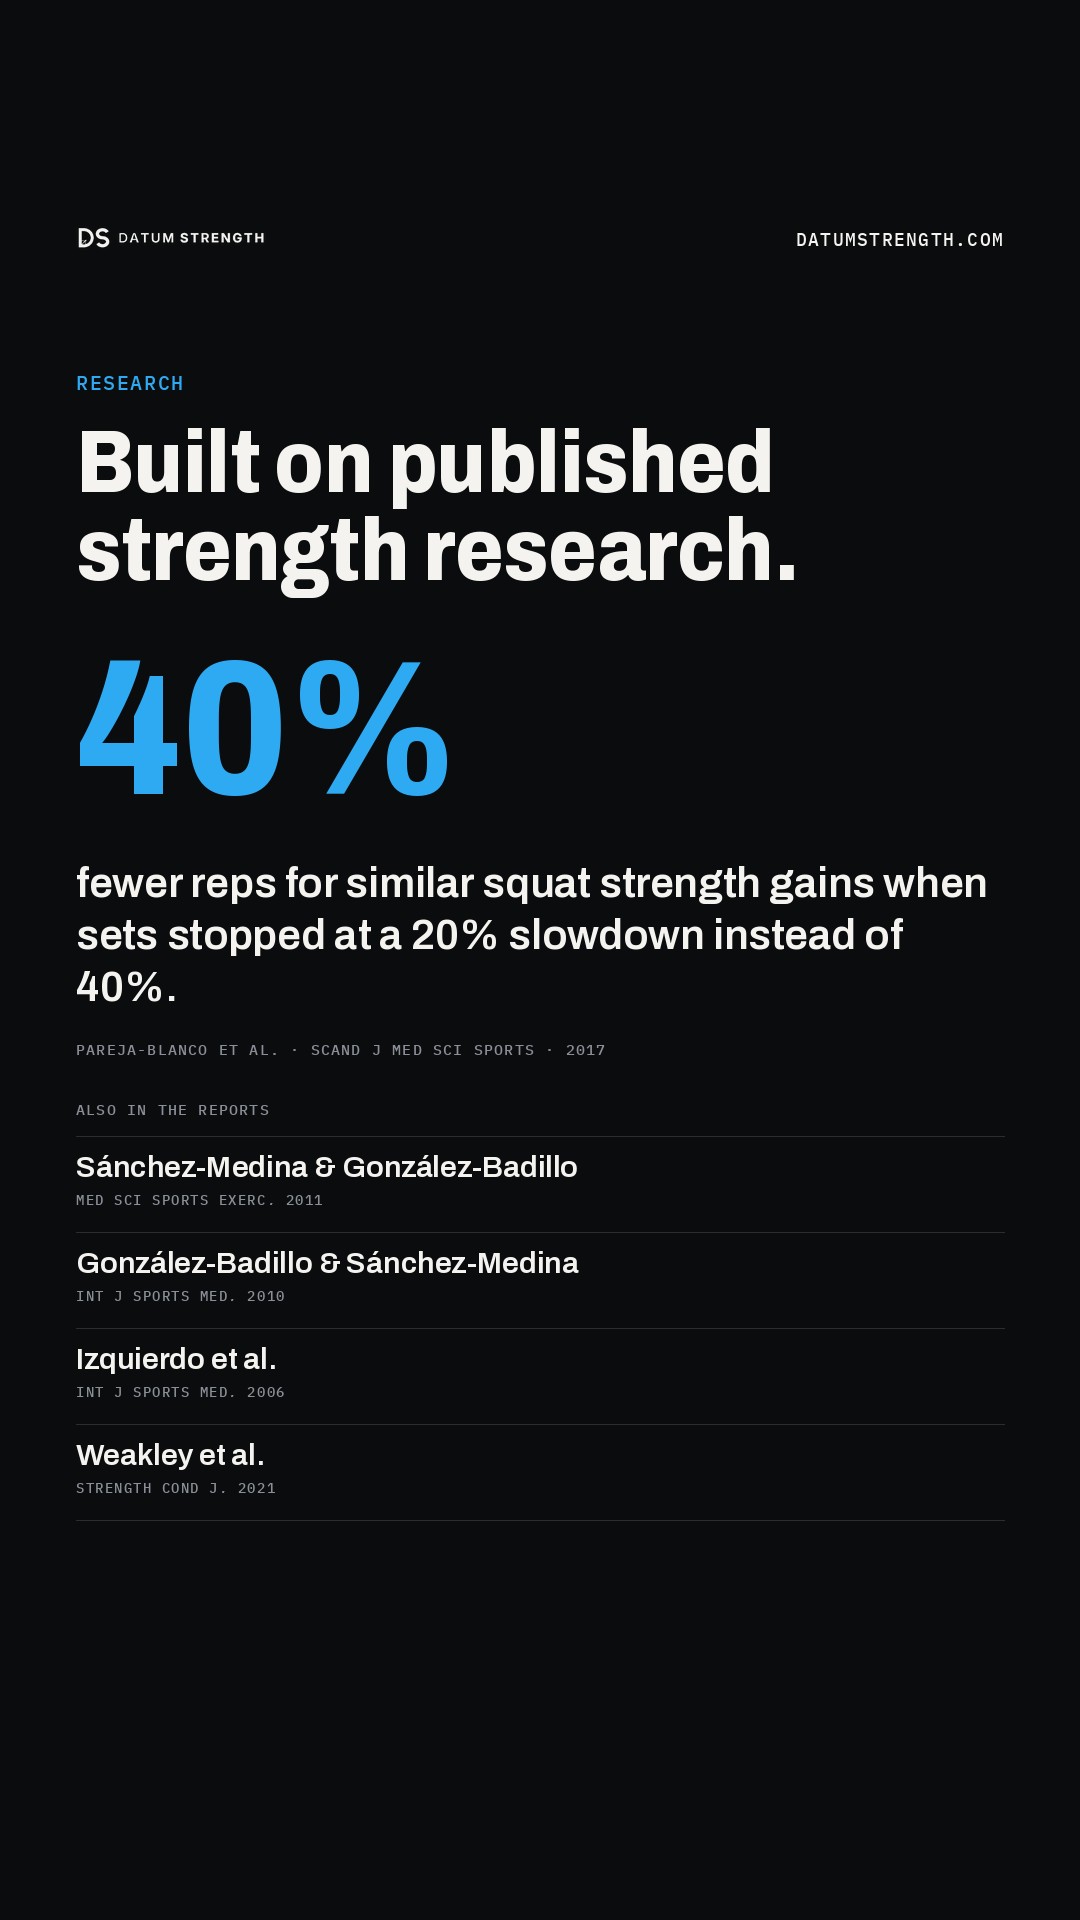 DS DATUM STRENGTH
DATUMSTRENGTH.COM
RESEARCH
Built on published
strength research.
40%
fewer reps for similar squat strength gains when
sets stopped at a 20% slowdown instead of
40%.
PAREJA-BLANCO ET AL. · SCAND J MED SCI SPORTS · 2017
ALSO IN THE REPORTS
Sánchez-Medina & González-Badillo
MED SCI SPORTS EXERC. 2011
González-Badillo & Sánchez-Medina
INT J SPORTS MED. 2010
Izquierdo et al.
INT J SPORTS MED. 2006
Weakley et al.
STRENGTH COND J. 2021